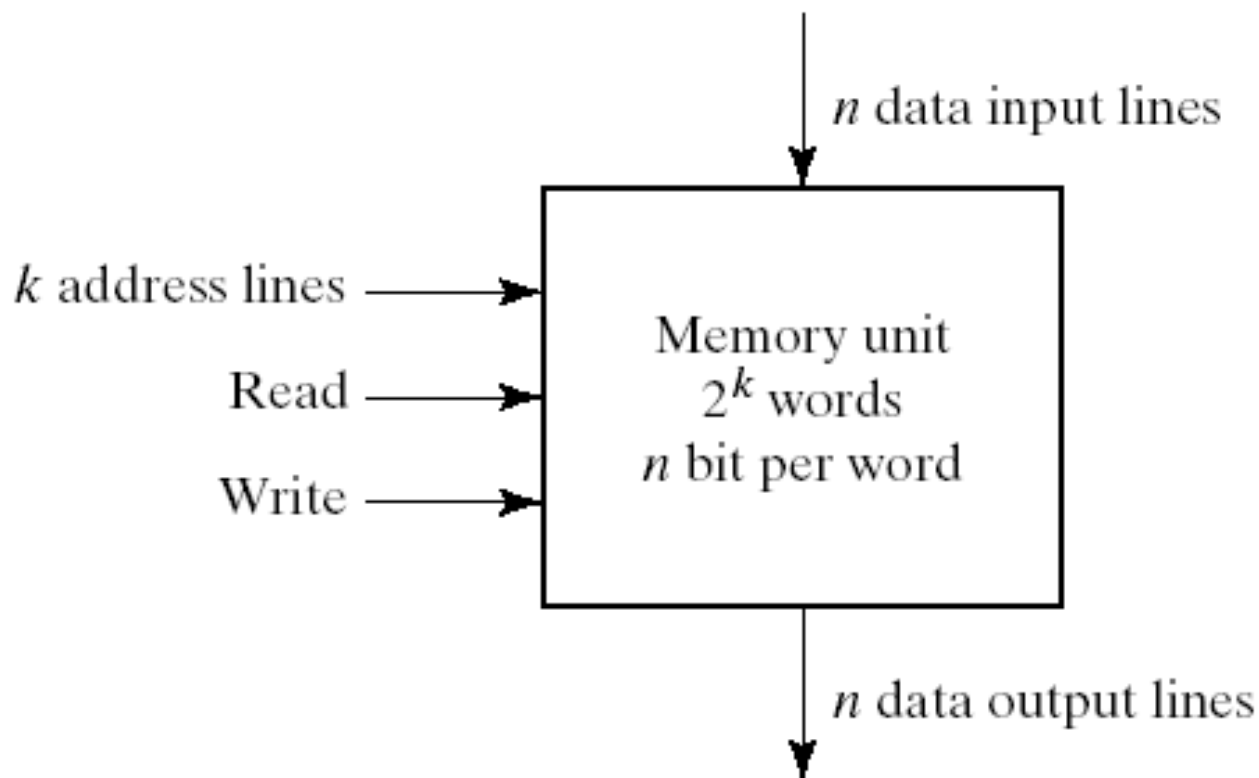 n data input lines
k address lines
Read
Write
Memory unit
2^k words
n bit per word
n data output lines